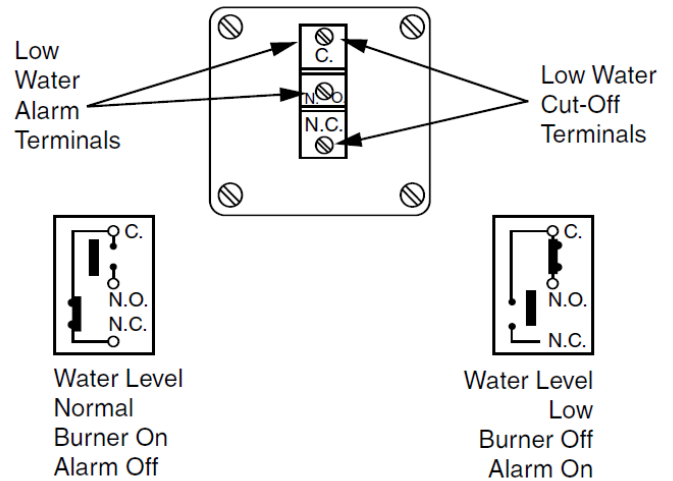 Low
Water
Alarm
Terminals
C.
N. O.
N.C.
Low Water
Cut-Off
Terminals
C.
N.O.
N.C.
Water Level
Normal
Burner On
Alarm Off
C.
N.O.
N.C.
Water Level
Low
Burner Off
Alarm On